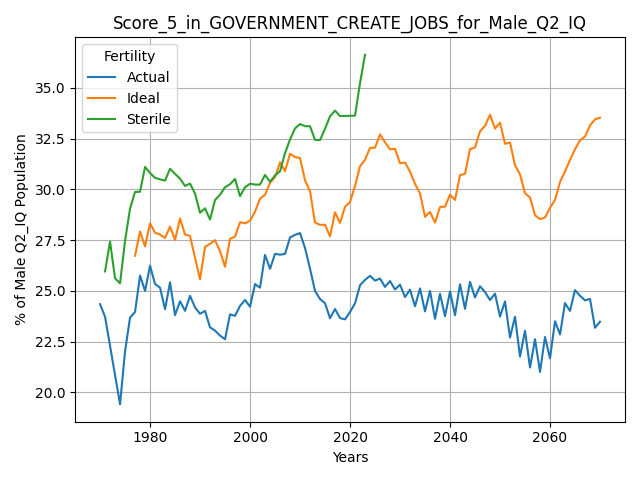 Score_5_in_GOVERNMENT_CREATE_JOBS_for_Male_Q2_IQ
Fertility
Actual
Ideal
Sterile
% of Male Q2_IQ Population
35.0
32.5
30.0
27.5
25.0
22.5
20.0
1980 2000 2020 2040 2060
Years